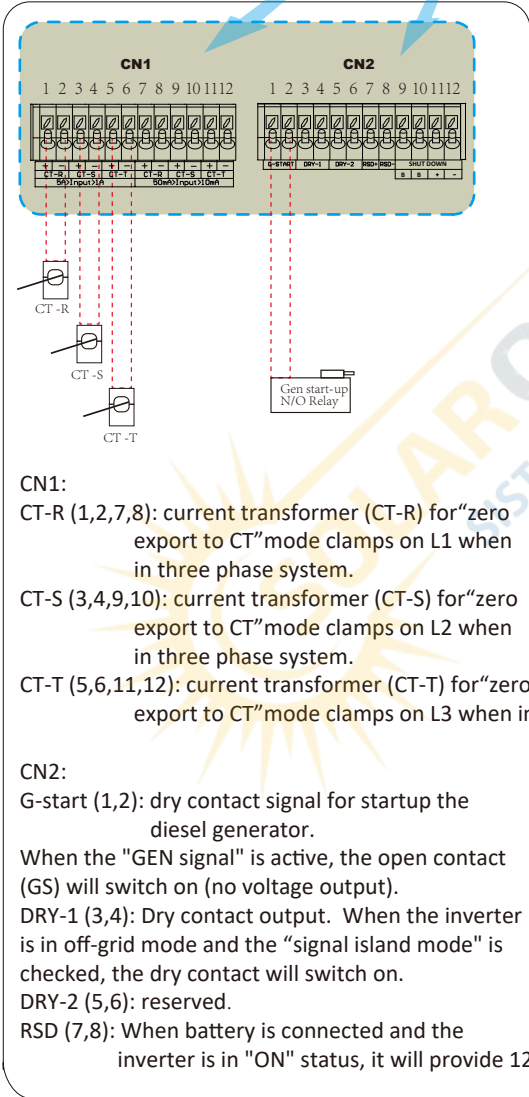 CN1 CN2
1 2 3 4 5 6 7 8 9 10 11 12 1 2 3 4 5 6 7 8 9 10 11 12
+ − + − + − + − + − + − G-START DRY-1 DRY-2 RSD+ RSD- SHUT DOWN
CT-R CT-S CT-T CT-R CT-S CT-T B B + -
5A>Input>1A 50mA>Input>10mA
CT -R
CT -S
CT -T
Gen start-up
N/O Relay
CN1:
CT-R (1,2,7,8): current transformer (CT-R) for“zero
export to CT”mode clamps on L1 when
in three phase system.
CT-S (3,4,9,10): current transformer (CT-S) for“zero
export to CT”mode clamps on L2 when
in three phase system.
CT-T (5,6,11,12): current transformer (CT-T) for“zero
export to CT”mode clamps on L3 when in
CN2:
G-start (1,2): dry contact signal for startup the
diesel generator.
When the "GEN signal" is active, the open contact
(GS) will switch on (no voltage output).
DRY-1 (3,4): Dry contact output. When the inverter
is in off-grid mode and the “signal island mode" is
checked, the dry contact will switch on.
DRY-2 (5,6): reserved.
RSD (7,8): When battery is connected and the
inverter is in "ON" status, it will provide 12